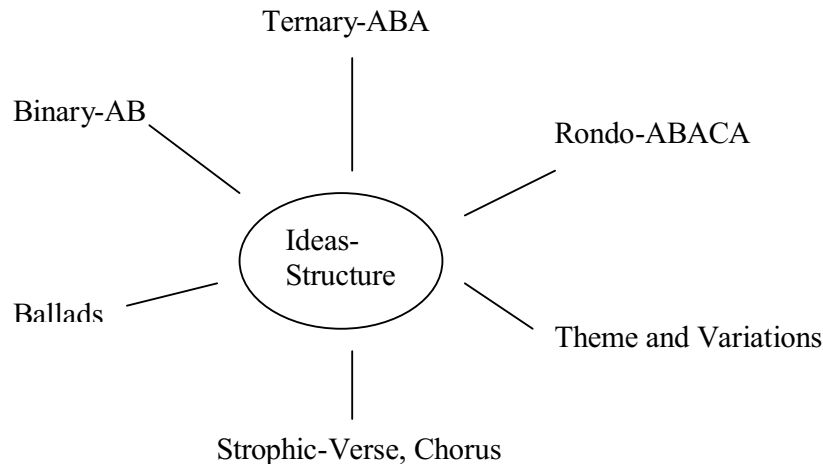 Ternary-ABA
Binary-AB
Rondo-ABACA
Ideas-
Structure
Ballads
Theme and Variations
Strophic-Verse, Chorus